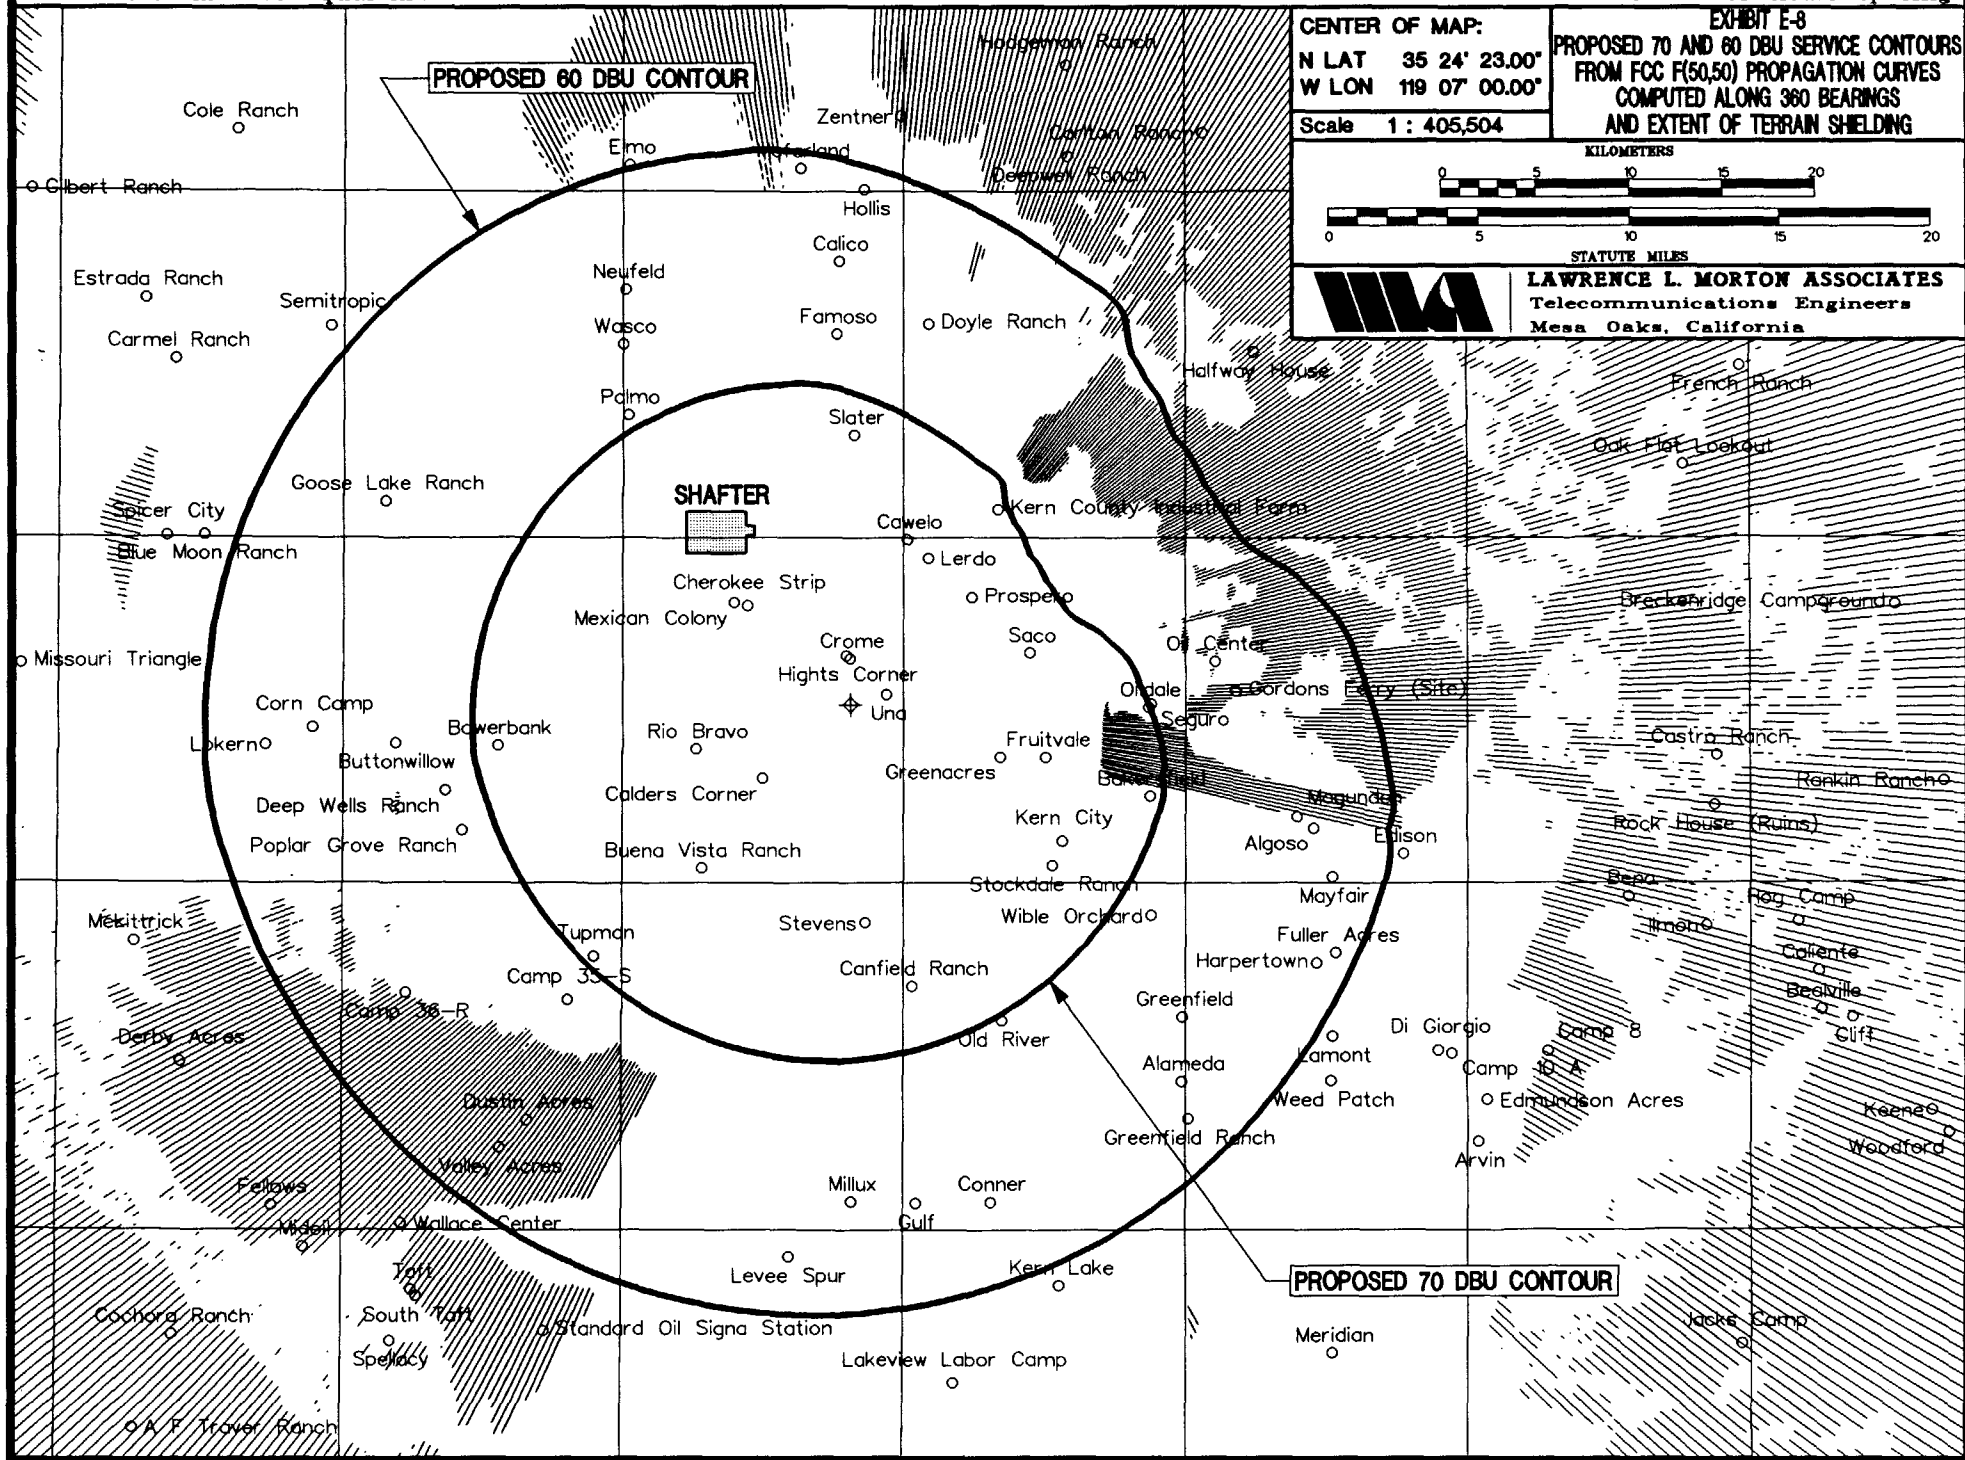 EXHIBIT E-8
PROPOSED 70 AND 60 DBU SERVICE CONTOURS
FROM FCC F(50,50) PROPAGATION CURVES
COMPUTED ALONG 360 BEARINGS
AND EXTENT OF TERRAIN SHIELDING
CENTER OF MAP:
N LAT 35 24' 23.00"
W LON 119 07' 00.00"
Scale 1 : 405,504
KILOMETERS
0 5 10 15 20
0 5 10 15 20
STATUTE MILES
LAWRENCE L. MORTON ASSOCIATES
Telecommunications Engineers
Mesa Oaks, California
PROPOSED 60 DBU CONTOUR
Hodgeman Ranch
Cole Ranch
Zentner
Carlton Ranch
Elmo
Deepwell Ranch
Gilbert Ranch
Hollis
Calico
Estrada Ranch
Neufeld
Semitropic
Wasco
Famoso
Doyle Ranch
Carmel Ranch
Halfway House
French Ranch
Palmo
Slater
Oak Flat Lookout
Goose Lake Ranch
SHAFTER
Kern County Industrial Farm
Spicer City
Cawelo
Blue Moon Ranch
Lerdo
Cherokee Strip
Prospero
Breckenridge Campground
Mexican Colony
Crome
Saco
Oil Center
Missouri Triangle
Hights Corner
Oildale
Gordons Ferry (Site)
Corn Camp
Una
Seguro
Bowerbank
Rio Bravo
Fruitvale
Castro Ranch
Lokern
Buttonwillow
Greenacres
Bakersfield
Rankin Ranch
Deep Wells Ranch
Calders Corner
Magunden
Kern City
Rock House (Ruins)
Poplar Grove Ranch
Buena Vista Ranch
Algoso
Edison
Stockdale Ranch
Bena
Mayfair
Hog Camp
McKittrick
Stevens
Wible Orchard
Ilmon
Tupman
Fuller Acres
Camp 35-S
Canfield Ranch
Harpertown
Caliente
Greenfield
Bealville
Camp 36-R
Di Giorgio
Camp 8
Cliff
Derby Acres
Old River
Lamont
Alameda
Camp 10 A
Dustin Acres
Weed Patch
Edmundson Acres
Keene
Greenfield Ranch
Woodford
Valley Acres
Arvin
Fellows
Millux
Conner
Midoil
Wallace Center
Gulf
Taft
Levee Spur
Kern Lake
PROPOSED 70 DBU CONTOUR
Cochora Ranch
South Taft
Standard Oil Signa Station
Meridian
Jacks Camp
Spellacy
Lakeview Labor Camp
A F Traver Ranch